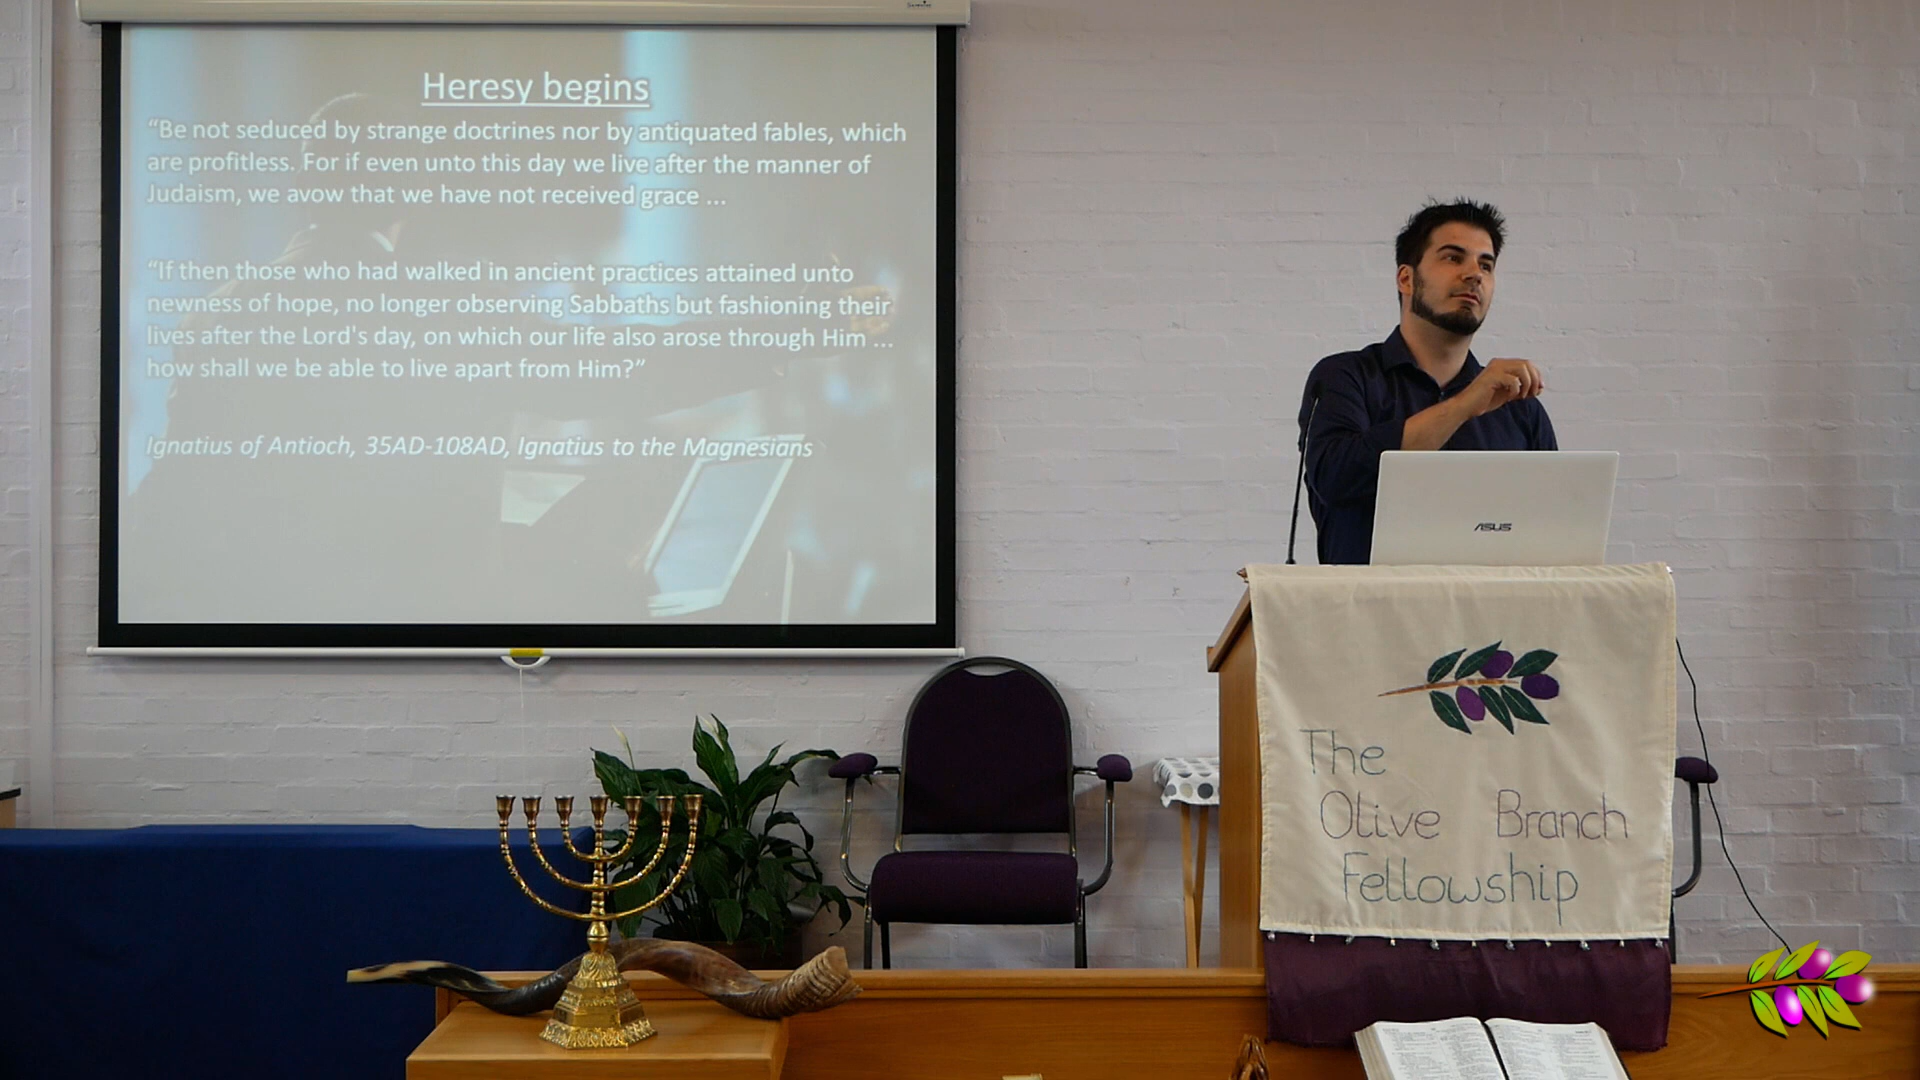 Heresy begins
“Be not seduced by strange doctrines nor by antiquated fables, which
are profitless. For if even unto this day we live after the manner of
Judaism, we avow that we have not received grace ...
“If then those who had walked in ancient practices attained unto
newness of hope, no longer observing Sabbaths but fashioning their
lives after the Lord's day, on which our life also arose through Him ...
how shall we be able to live apart from Him?”
Ignatius of Antioch, 35AD-108AD, Ignatius to the Magnesians
ASUS
The
Olive Branch
Fellowship